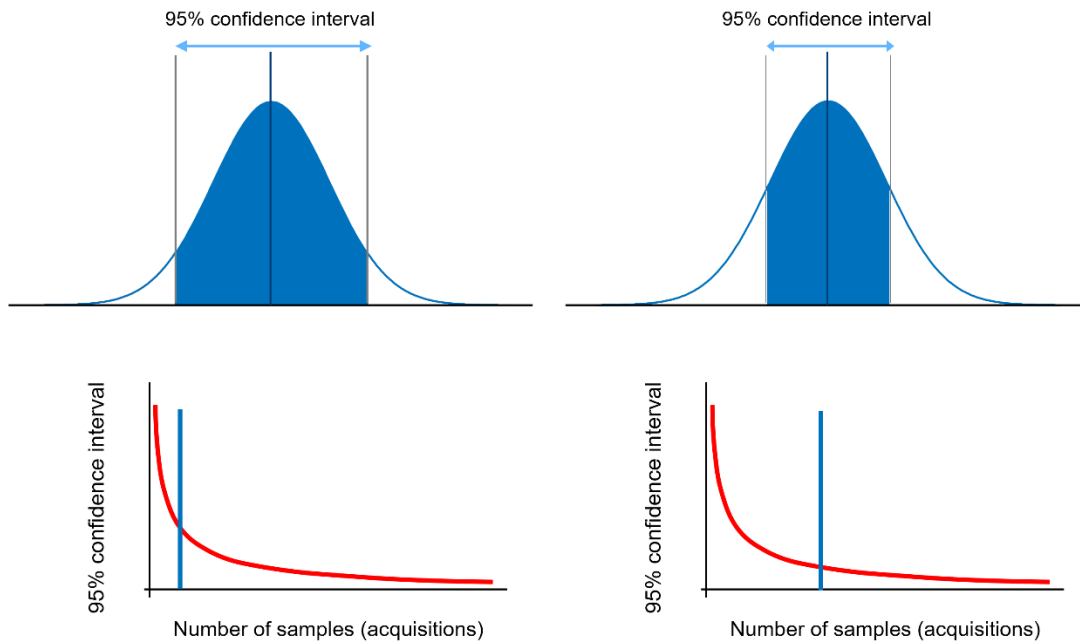 95% confidence interval
95% confidence interval
95% confidence interval
Number of samples (acquisitions)
95% confidence interval
Number of samples (acquisitions)